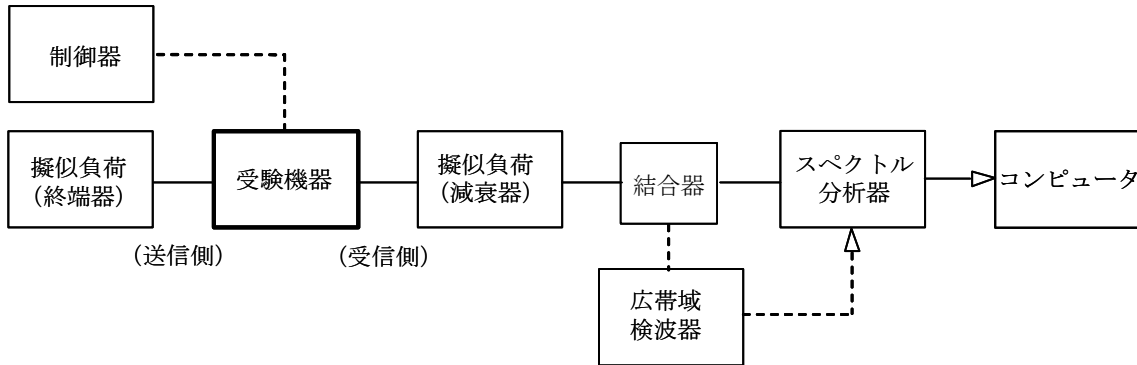 制御器
擬似負荷
（終端器）
受験機器
擬似負荷
（減衰器）
結合器
スペクトル
分析器
コンピュータ
（送信側）
（受信側）
広帯域
検波器